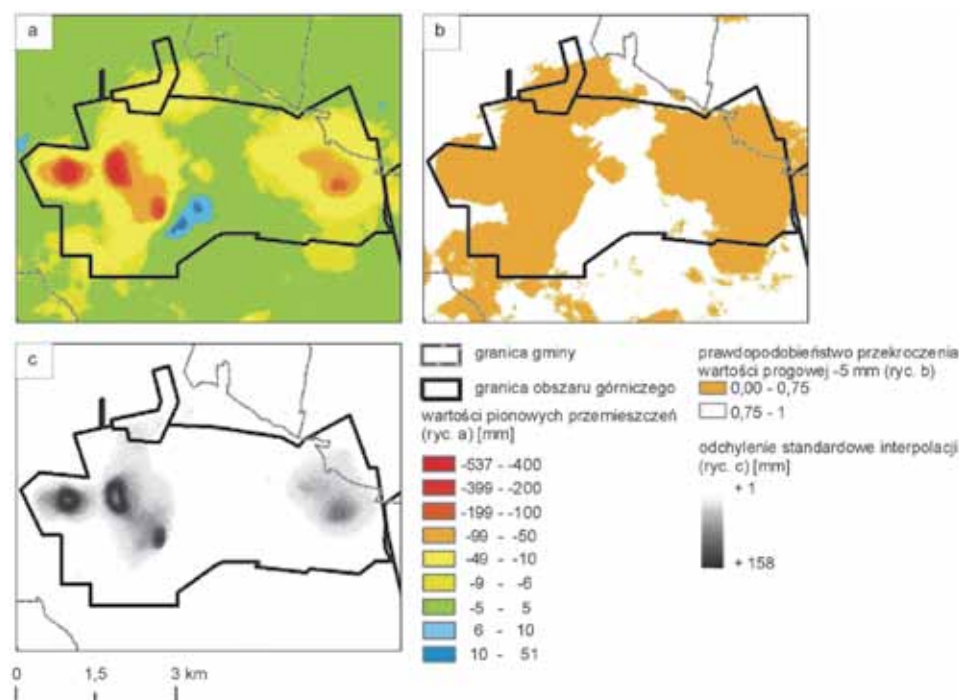 a
b
c
granica gminy
granica obszaru górniczego
wartości pionowych przemieszczeń
(ryc. a) [mm]
-537 - -400
-399 - -200
-199 - -100
-99 - -50
-49 - -10
-9 - -6
-5 - 5
6 - 10
10 - 51
prawdopodobieństwo przekroczenia
wartości progowej -5 mm (ryc. b)
0,00 - 0,75
0,75 - 1
odchylenie standardowe interpolacji
(ryc. c) [mm]
+ 1
+ 158
0 1,5 3 km